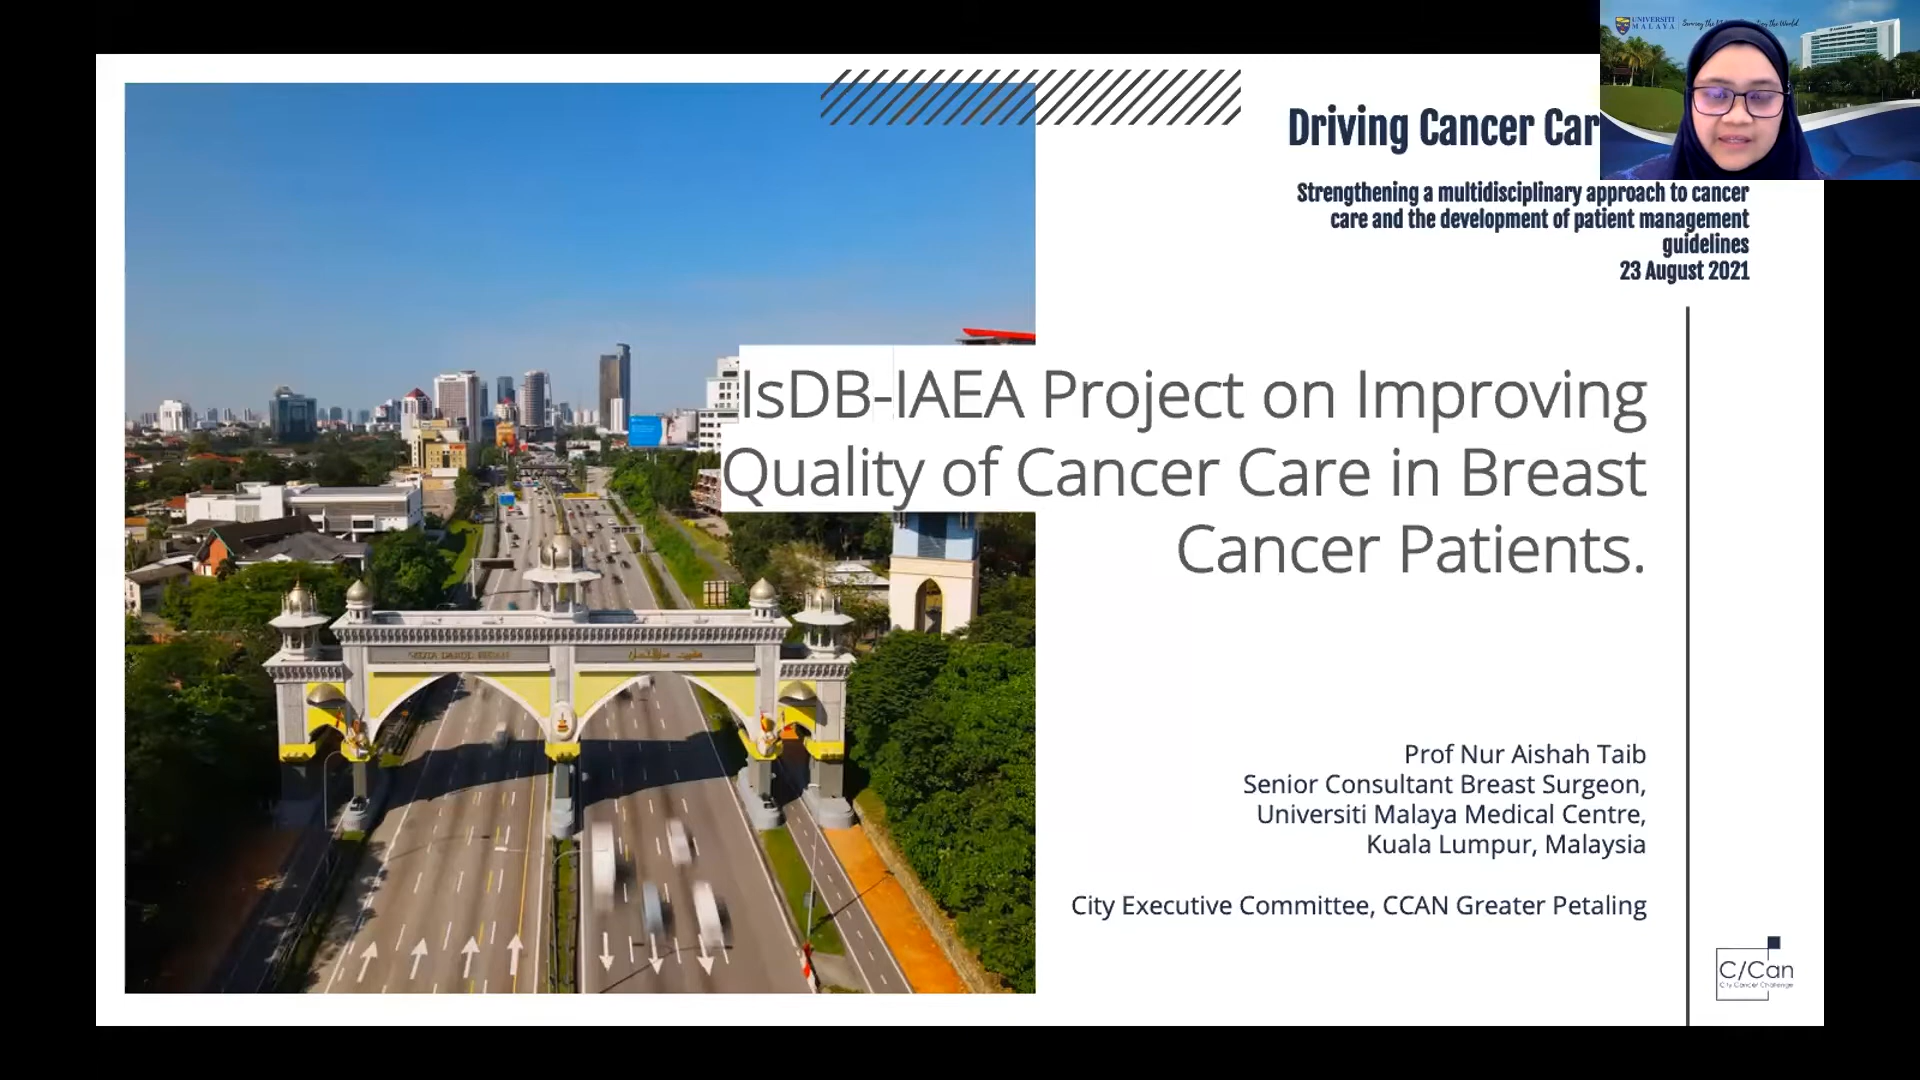 UNIVERSITI
MALAYA
Driving Cancer Car
Strengthening a multidisciplinary approach to cancer
care and the development of patient management
guidelines
23 August 2021
IsDB-IAEA Project on Improving
Quality of Cancer Care in Breast
Cancer Patients.
Prof Nur Aishah Taib
Senior Consultant Breast Surgeon,
Universiti Malaya Medical Centre,
Kuala Lumpur, Malaysia
City Executive Committee, CCAN Greater Petaling
C/Can
City Cancer Challenge